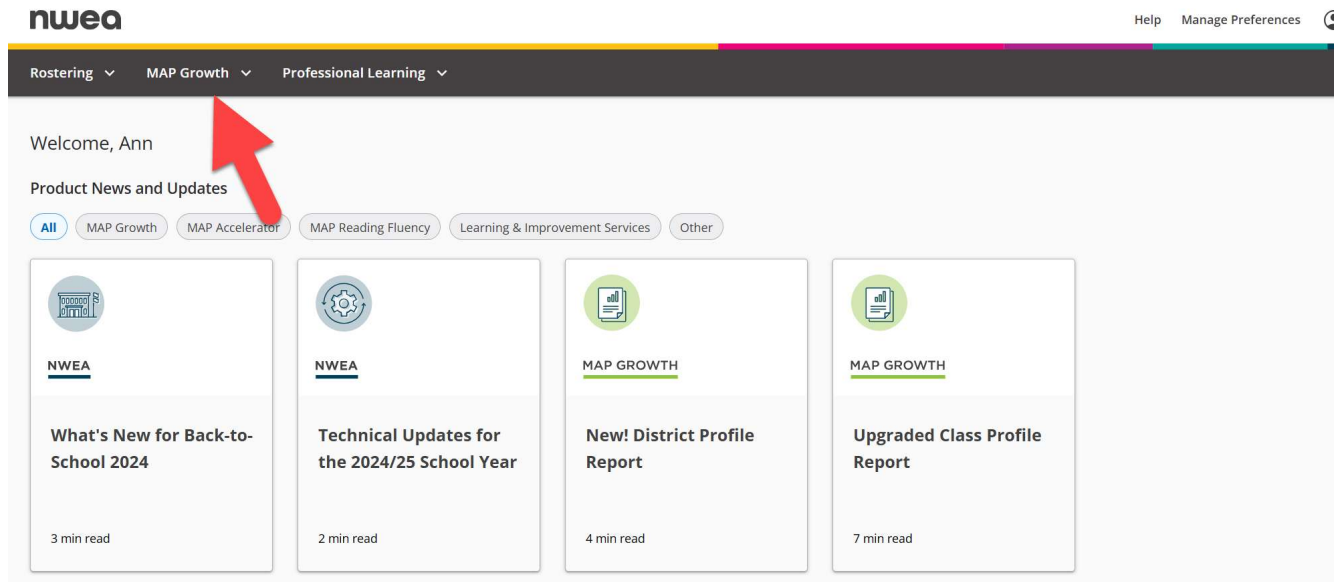 nwea
Help Manage Preferences
Rostering MAP Growth Professional Learning
Welcome, Ann
Product News and Updates
All MAP Growth MAP Accelerator MAP Reading Fluency Learning & Improvement Services Other
NWEA
What's New for Back-to-
School 2024
3 min read
NWEA
Technical Updates for
the 2024/25 School Year
2 min read
MAP GROWTH
New! District Profile
Report
4 min read
MAP GROWTH
Upgraded Class Profile
Report
7 min read